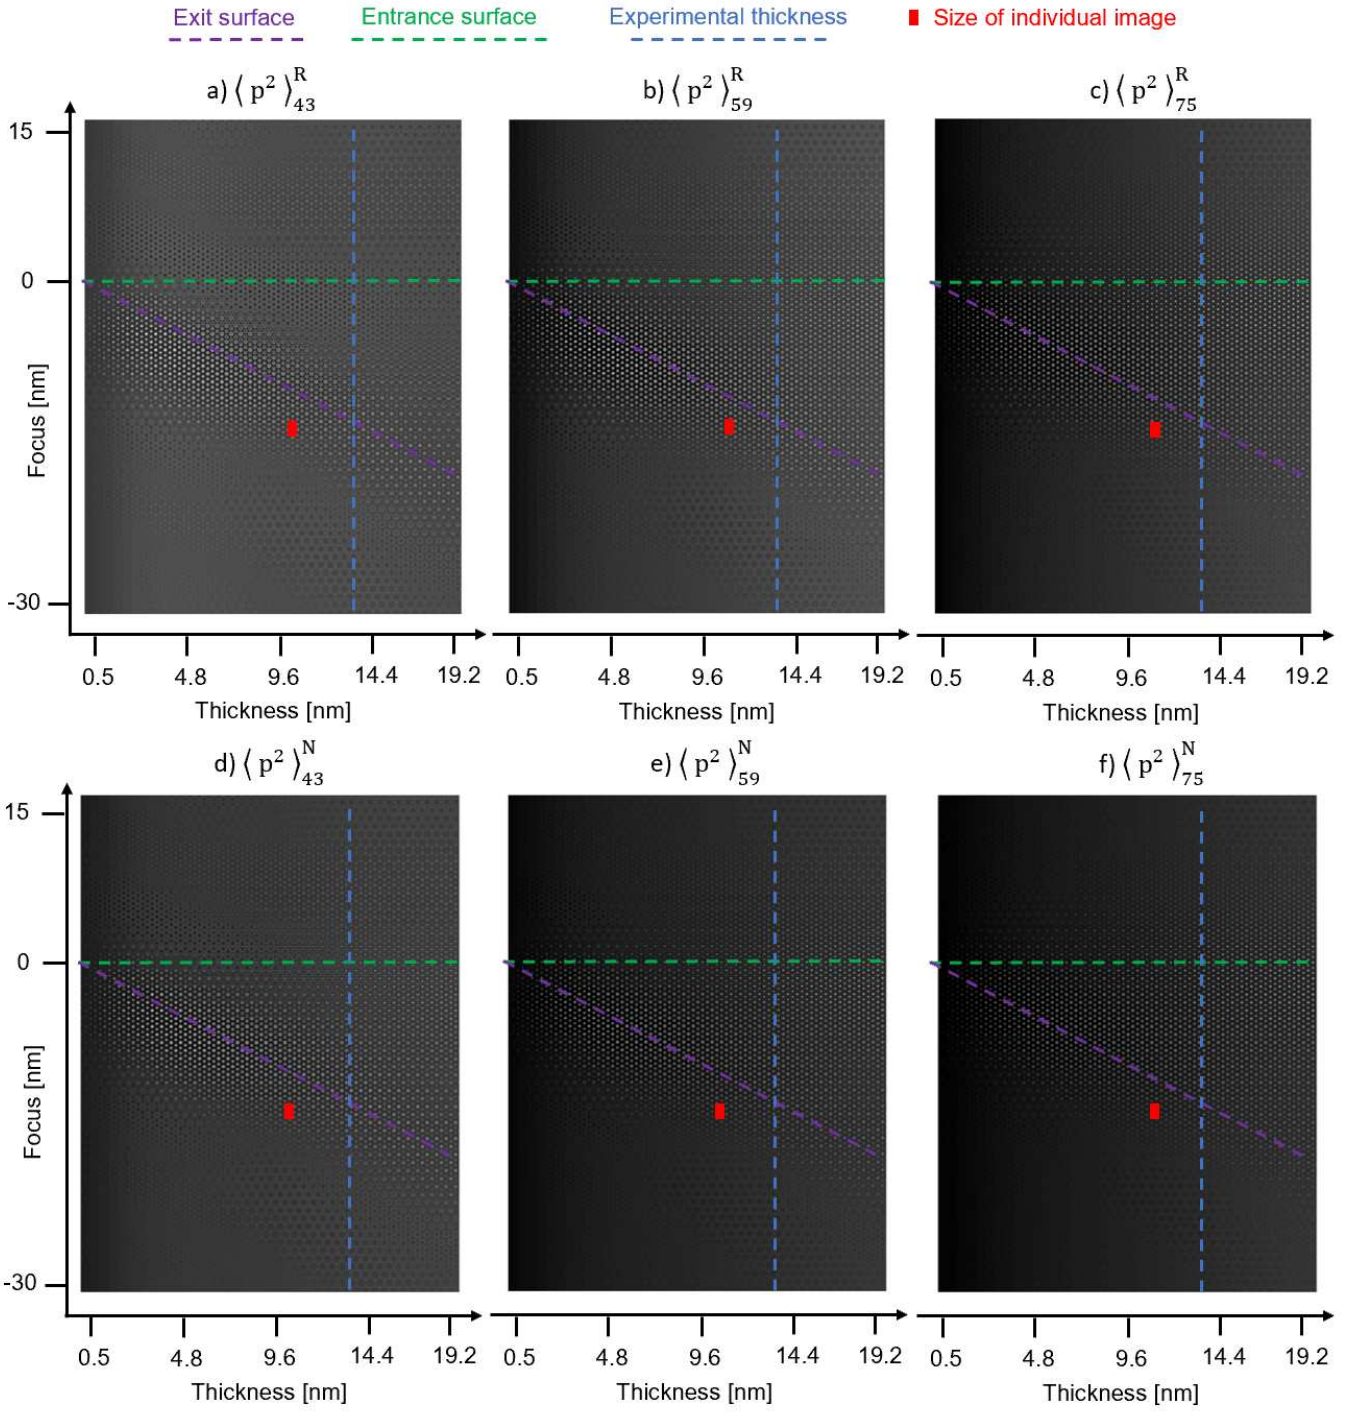 Exit surface Entrance surface Experimental thickness Size of individual image
a) ⟨ p² ⟩ᴿ₄₃ b) ⟨ p² ⟩ᴿ₅₉ c) ⟨ p² ⟩ᴿ₇₅
15
0
-30
Focus [nm]
0.5 4.8 9.6 14.4 19.2 0.5 4.8 9.6 14.4 19.2 0.5 4.8 9.6 14.4 19.2
Thickness [nm] Thickness [nm] Thickness [nm]
d) ⟨ p² ⟩ᴺ₄₃ e) ⟨ p² ⟩ᴺ₅₉ f) ⟨ p² ⟩ᴺ₇₅
15
0
-30
Focus [nm]
0.5 4.8 9.6 14.4 19.2 0.5 4.8 9.6 14.4 19.2 0.5 4.8 9.6 14.4 19.2
Thickness [nm] Thickness [nm] Thickness [nm]